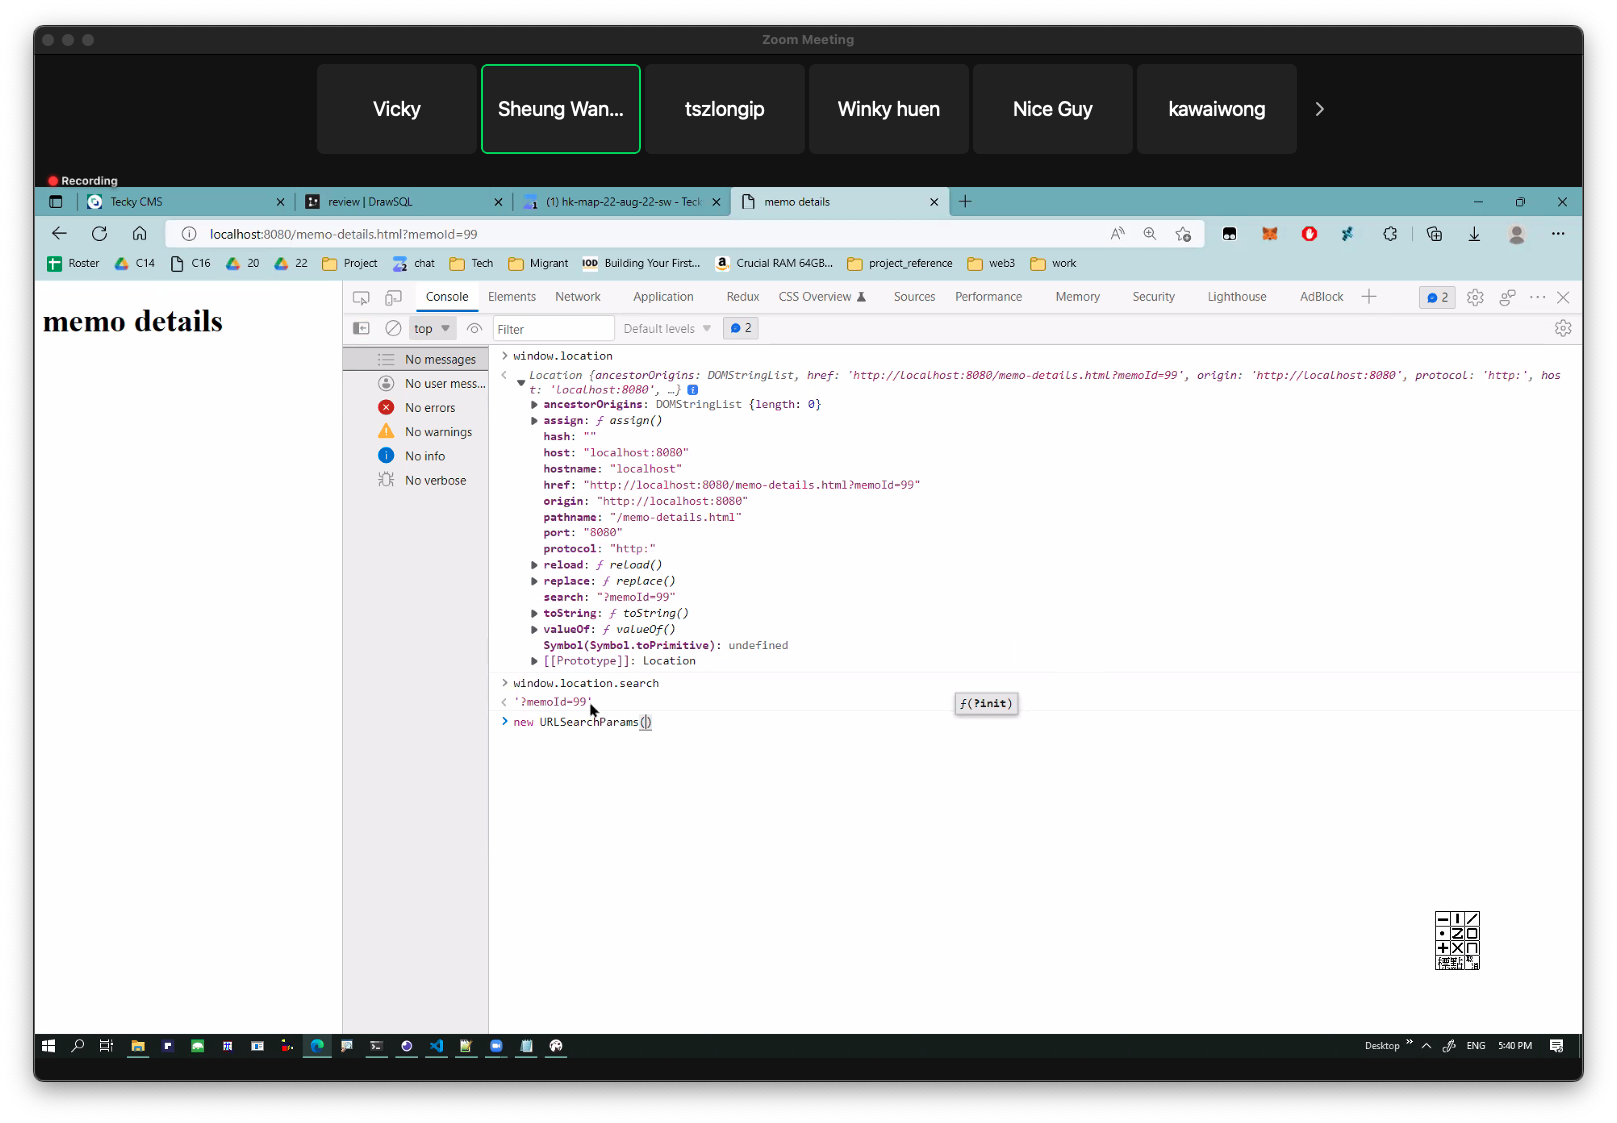 Zoom Meeting
Vicky
Sheung Wan...
tszlongip
Winky huen
Nice Guy
kawaiwong
Recording
Tecky CMS
review | DrawSQL
(1) hk-map-22-aug-22-sw - Teck
memo details
localhost:8080/memo-details.html?memoId=99
Roster
C14
C16
20
22
Project
chat
Tech
Migrant
IOD Building Your First...
Crucial RAM 64GB...
project_reference
web3
work
memo details
Console
Elements
Network
Application
Redux
CSS Overview
Sources
Performance
Memory
Security
Lighthouse
AdBlock
2
top
Filter
Default levels
2
No messages
No user mess...
No errors
No warnings
No info
No verbose
window.location
Location {ancestorOrigins: DOMStringList, href: 'http://localhost:8080/memo-details.html?memoId=99', origin: 'http://localhost:8080', protocol: 'http:', hos
t: 'localhost:8080', …}
ancestorOrigins: DOMStringList {length: 0}
assign: ƒ assign()
hash: ""
host: "localhost:8080"
hostname: "localhost"
href: "http://localhost:8080/memo-details.html?memoId=99"
origin: "http://localhost:8080"
pathname: "/memo-details.html"
port: "8080"
protocol: "http:"
reload: ƒ reload()
replace: ƒ replace()
search: "?memoId=99"
toString: ƒ toString()
valueOf: ƒ valueOf()
Symbol(Symbol.toPrimitive): undefined
[[Prototype]]: Location
window.location.search
'?memoId=99'
ƒ(?init)
new URLSearchParams()
標點
Desktop
ENG
5:40 PM